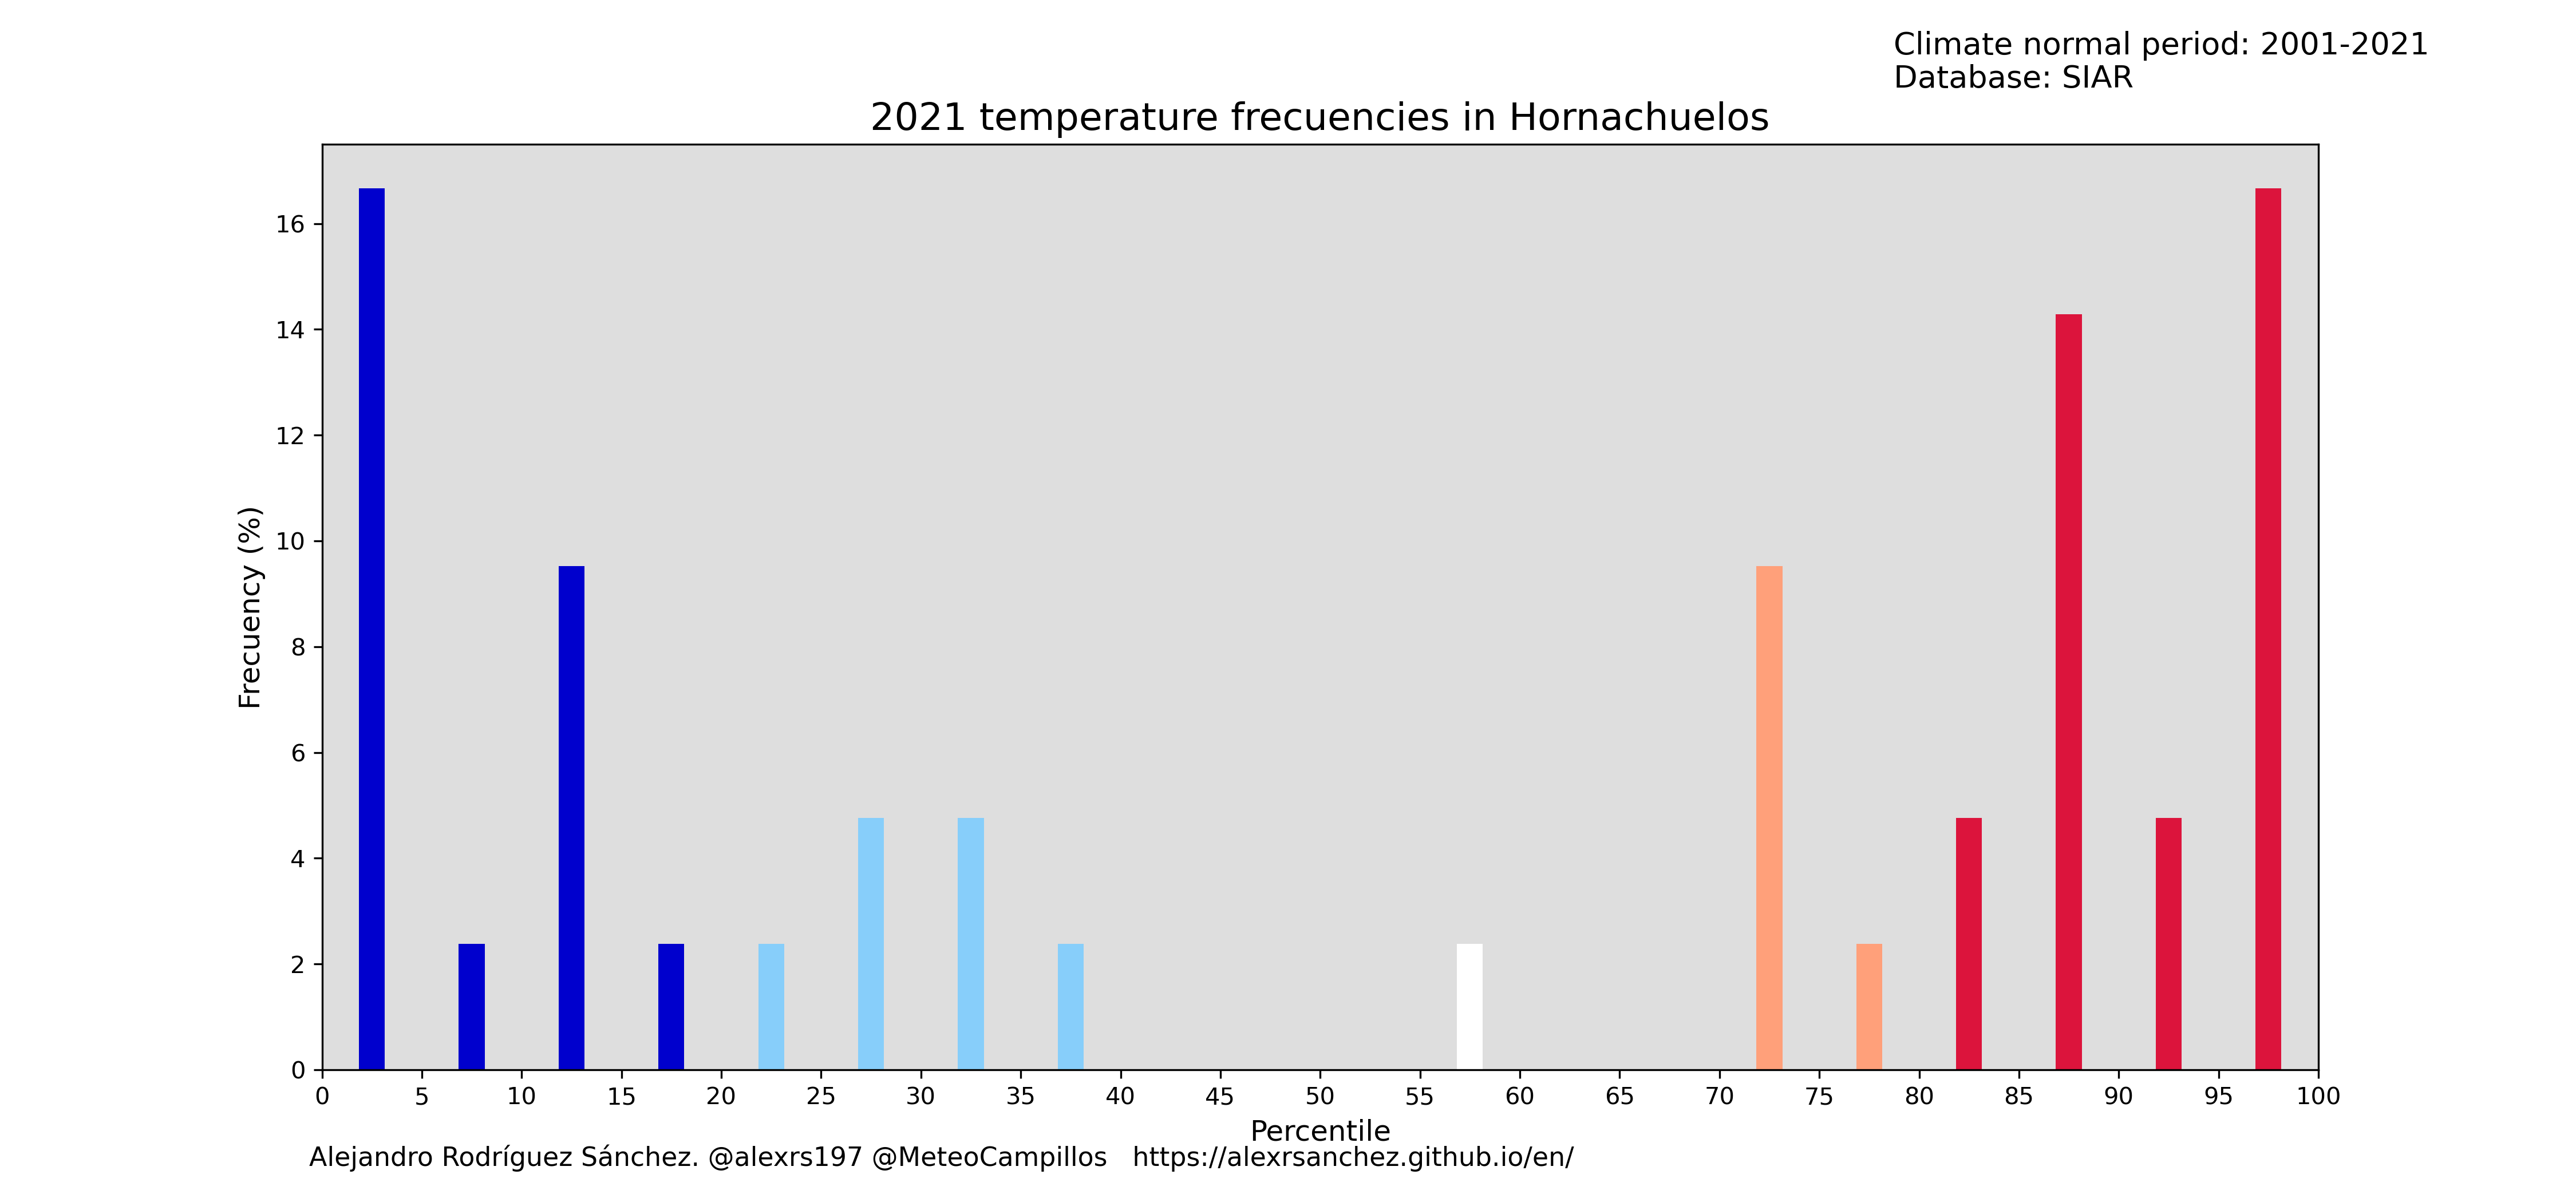 Climate normal period: 2001-2021
Database: SIAR
2021 temperature frecuencies in Hornachuelos
Frecuency (%)
16
14
12
10
8
6
4
2
0
0 5 10 15 20 25 30 35 40 45 50 55 60 65 70 75 80 85 90 95 100
Percentile
Alejandro Rodríguez Sánchez. @alexrs197 @MeteoCampillos https://alexrsanchez.github.io/en/